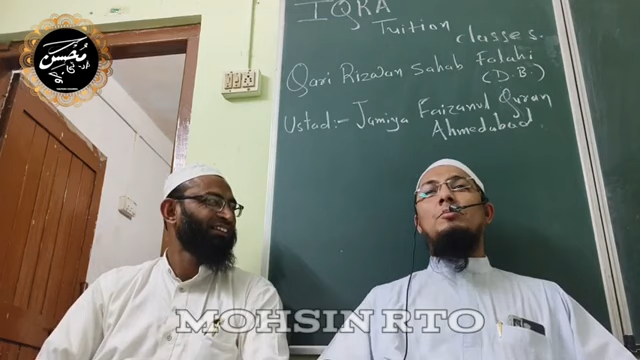 مُحْسِن
IQRA
Tuition
classes.
Qari Rizwan Sahab Falahi
(D.B.)
Ustad:- Jamiya Faizanul Quran
Ahmedabad.
MOHSIN RTO